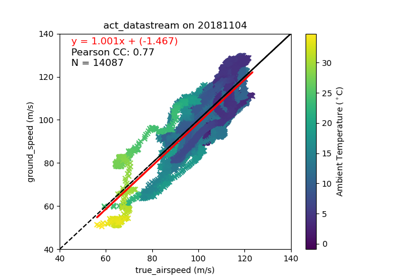 act_datastream on 20181104
y = 1.001x + (-1.467)
Pearson CC: 0.77
N = 14087
140
120
100
80
60
40
ground_speed (m/s)
40 60 80 100 120 140
true_airspeed (m/s)
30
25
20
15
10
5
0
Ambient Temperature (°C)